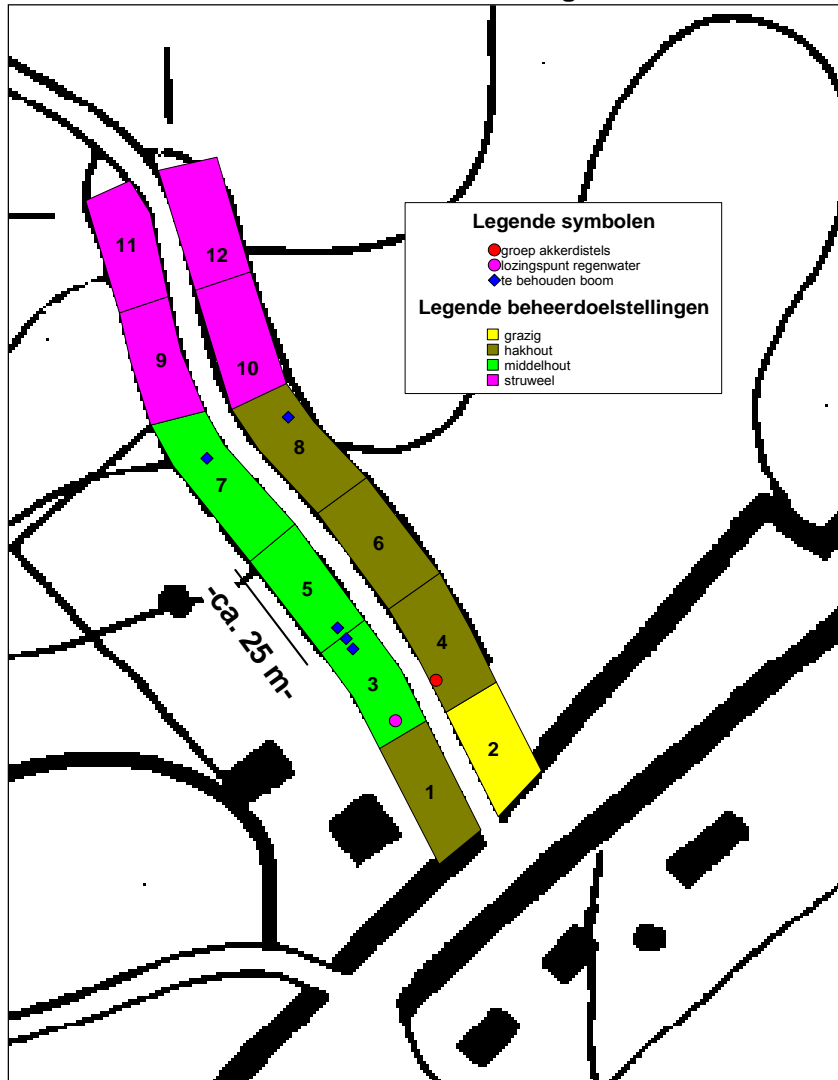 Legende symbolen
groep akkerdistels
lozingspunt regenwater
te behouden boom
Legende beheerdoelstellingen
grazig
hakhout
middelhout
struweel
11
12
9
10
8
7
6
5
-ca. 25 m-
4
3
2
1